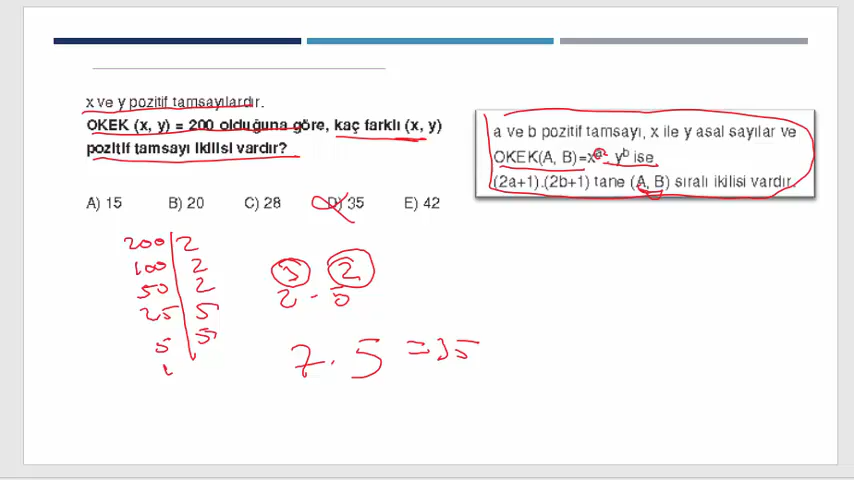 x ve y pozitif tamsayılardır.
OKEK (x, y) = 200 olduğuna göre, kaç farklı (x, y)
pozitif tamsayı ikilisi vardır?
A) 15 B) 20 C) 28 D) 35 E) 42
a ve b pozitif tamsayı, x ile y asal sayılar ve
OKEK(A, B)=xᵃ. yᵇ ise
(2a+1).(2b+1) tane (A, B) sıralı ikilisi vardır.
200 2
100 2
50 2
25 5
5 5
1
3 2
2 . 5
7 . 5 = 35